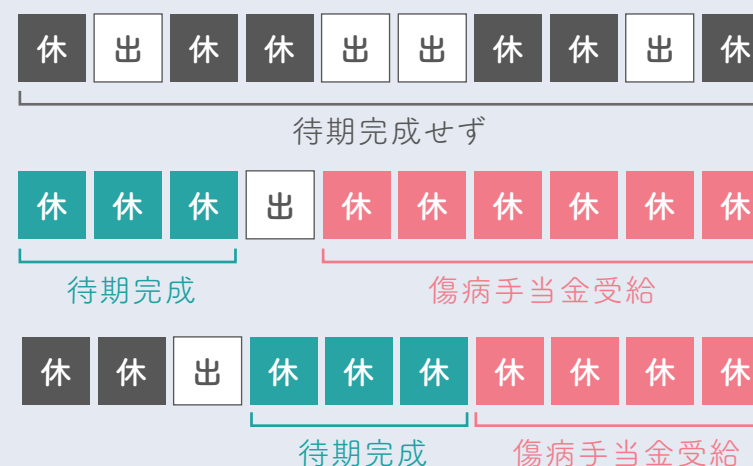 休 出 休 休 出 出 休 休 出 休
待期完成せず
休 休 休 出 休 休 休 休 休 休
待期完成 傷病手当金受給
休 休 出 休 休 休 休 休 休 休
待期完成 傷病手当金受給